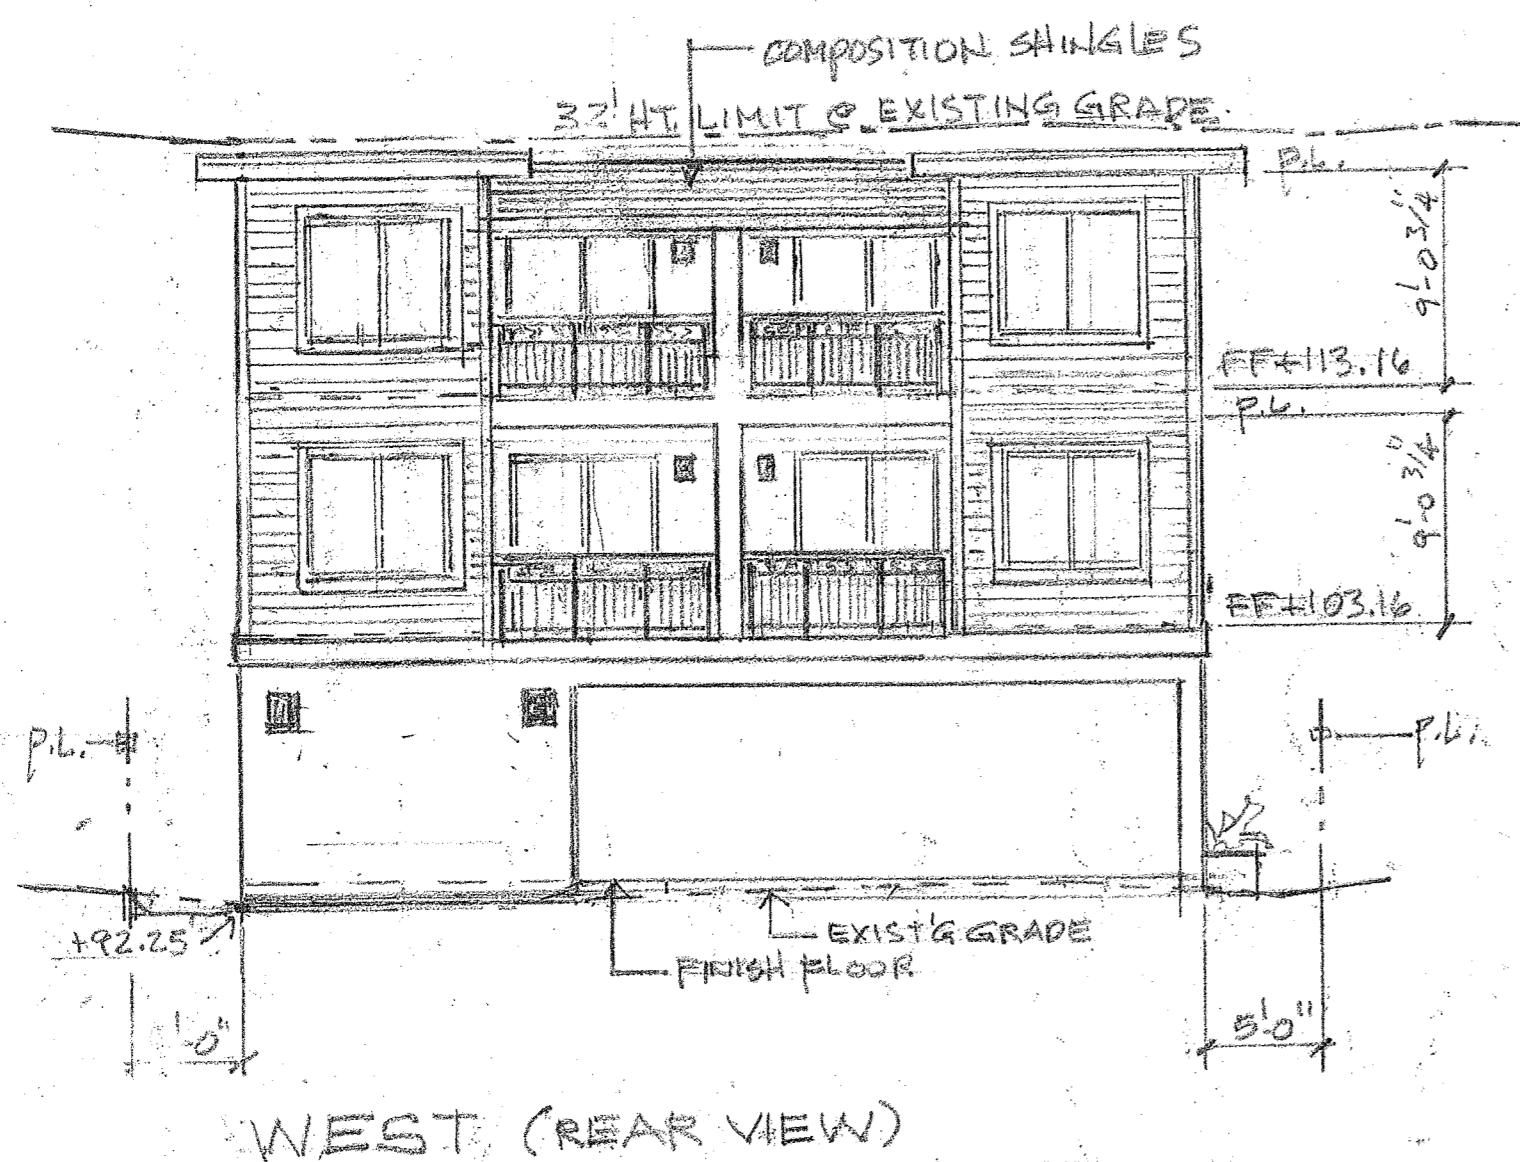 COMPOSITION SHINGLES
32' HT. LIMIT @ EXISTING GRADE.
P.L.
9'-0 3/4"
FF+113.16
P.L.
9'-0 3/4"
FF+103.16
P.L.
P.L.
+92.25'
EXIST'G GRADE
FINISH FLOOR
'-0"
5'-0"
WEST (REAR VIEW)